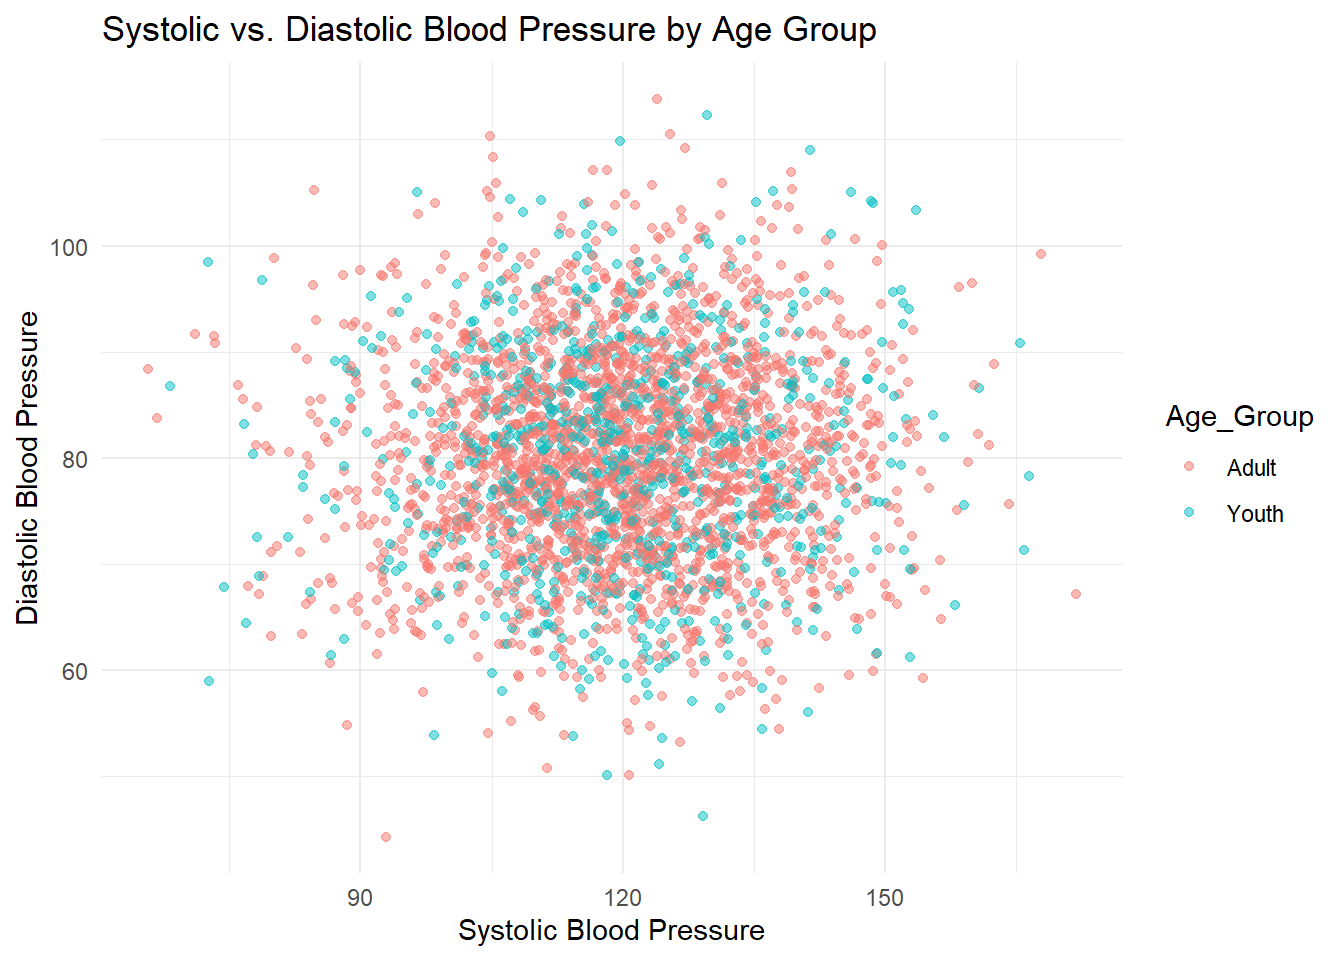 Systolic vs. Diastolic Blood Pressure by Age Group
Diastolic Blood Pressure
100
80
60
90 120 150
Systolic Blood Pressure
Age_Group
Adult
Youth